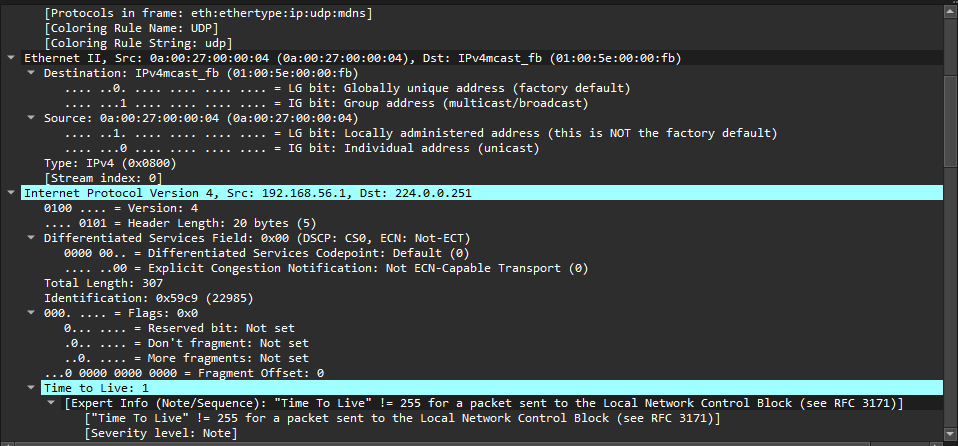 [Protocols in frame: eth:ethertype:ip:udp:mdns]
[Coloring Rule Name: UDP]
[Coloring Rule String: udp]
Ethernet II, Src: 0a:00:27:00:00:04 (0a:00:27:00:00:04), Dst: IPv4mcast_fb (01:00:5e:00:00:fb)
Destination: IPv4mcast_fb (01:00:5e:00:00:fb)
.... ..0. .... .... .... .... = LG bit: Globally unique address (factory default)
.... ...1 .... .... .... .... = IG bit: Group address (multicast/broadcast)
Source: 0a:00:27:00:00:04 (0a:00:27:00:00:04)
.... ..1. .... .... .... .... = LG bit: Locally administered address (this is NOT the factory default)
.... ...0 .... .... .... .... = IG bit: Individual address (unicast)
Type: IPv4 (0x0800)
[Stream index: 0]
Internet Protocol Version 4, Src: 192.168.56.1, Dst: 224.0.0.251
0100 .... = Version: 4
.... 0101 = Header Length: 20 bytes (5)
Differentiated Services Field: 0x00 (DSCP: CS0, ECN: Not-ECT)
0000 00.. = Differentiated Services Codepoint: Default (0)
.... ..00 = Explicit Congestion Notification: Not ECN-Capable Transport (0)
Total Length: 307
Identification: 0x59c9 (22985)
000. .... = Flags: 0x0
0... .... = Reserved bit: Not set
.0.. .... = Don't fragment: Not set
..0. .... = More fragments: Not set
...0 0000 0000 0000 = Fragment Offset: 0
Time to Live: 1
[Expert Info (Note/Sequence): "Time To Live" != 255 for a packet sent to the Local Network Control Block (see RFC 3171)]
["Time To Live" != 255 for a packet sent to the Local Network Control Block (see RFC 3171)]
[Severity level: Note]